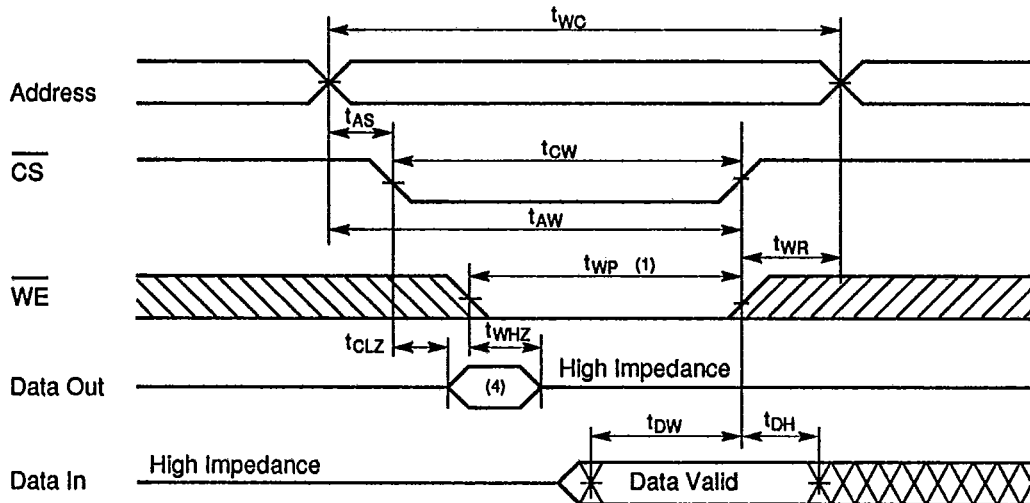 tWC
Address
tAS
CS
tCW
tAW
tWR
WE
tWP (1)
tCLZ
tWHZ
Data Out
(4)
High Impedance
tDW
tDH
Data In
High Impedance
Data Valid